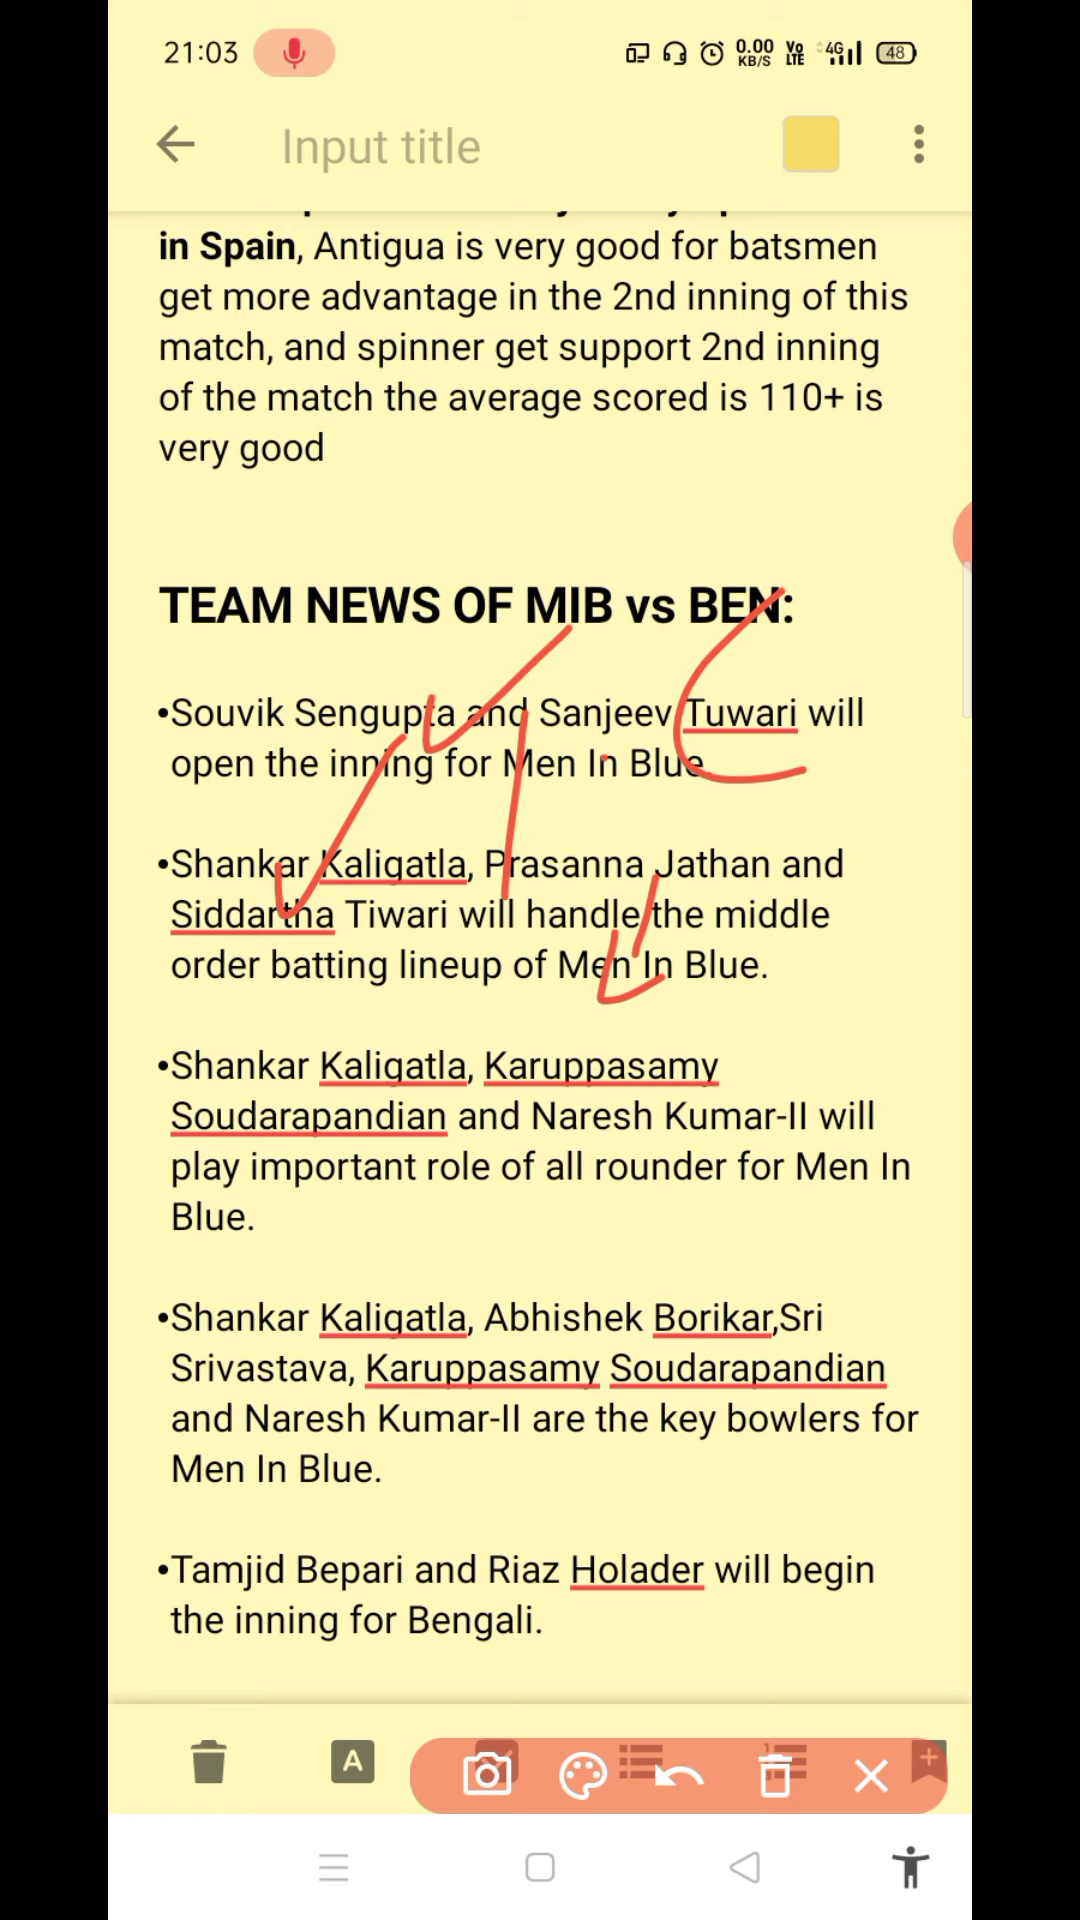 21:03
0.00 KB/S Vo LTE 4G 48
Input title
in Spain, Antigua is very good for batsmen
get more advantage in the 2nd inning of this
match, and spinner get support 2nd inning
of the match the average scored is 110+ is
very good
TEAM NEWS OF MIB vs BEN:
•Souvik Sengupta and Sanjeev Tuwari will
open the inning for Men In Blue.
•Shankar Kaligatla, Prasanna Jathan and
Siddartha Tiwari will handle the middle
order batting lineup of Men In Blue.
•Shankar Kaligatla, Karuppasamy
Soudarapandian and Naresh Kumar-II will
play important role of all rounder for Men In
Blue.
•Shankar Kaligatla, Abhishek Borikar,Sri
Srivastava, Karuppasamy Soudarapandian
and Naresh Kumar-II are the key bowlers for
Men In Blue.
•Tamjid Bepari and Riaz Holader will begin
the inning for Bengali.
A